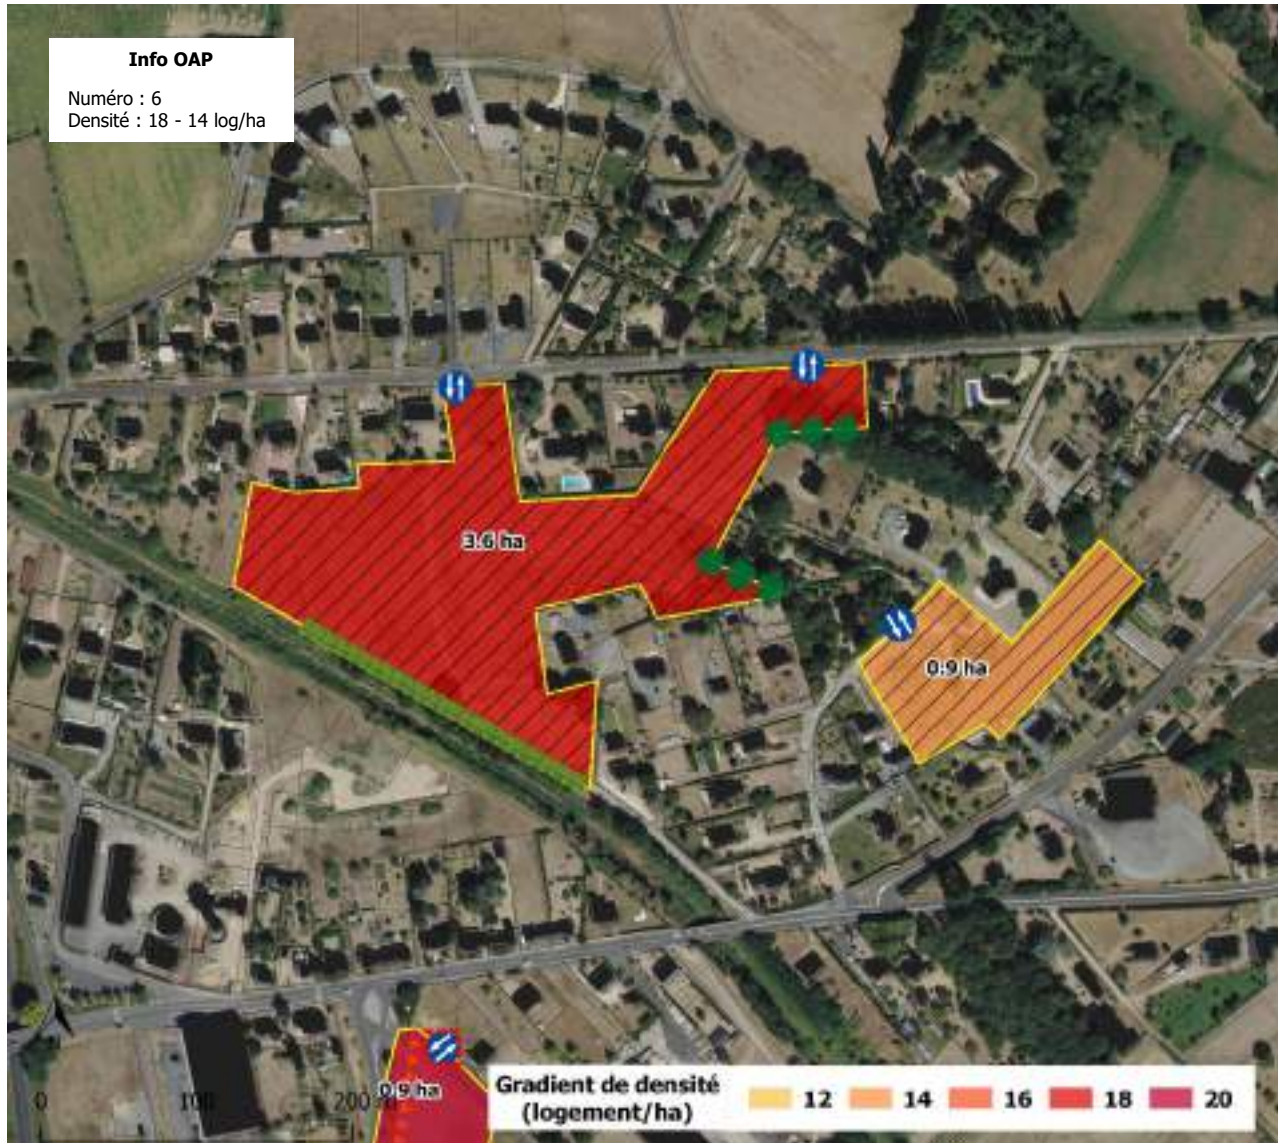 Info OAP
Numéro : 6
Densité : 18 - 14 log/ha
3.6 ha
0.9 ha
0.9 ha
0 100 200
Gradient de densité
(logement/ha)
12 14 16 18 20